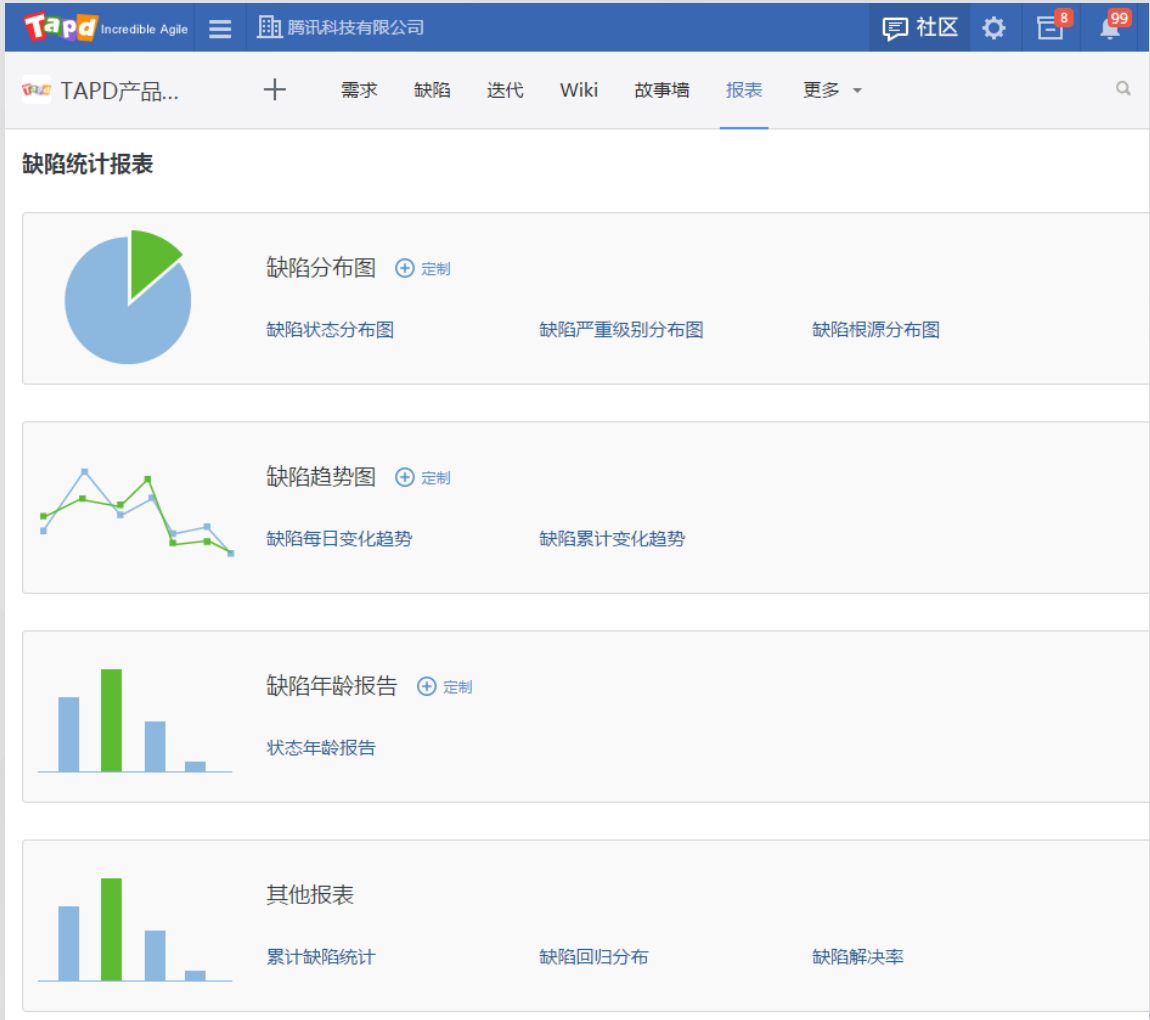 Tapd Incredible Agile 腾讯科技有限公司 社区 8 99
Tapd TAPD产品... 需求 缺陷 迭代 Wiki 故事墙 报表 更多
缺陷统计报表
缺陷分布图 定制
缺陷状态分布图 缺陷严重级别分布图 缺陷根源分布图
缺陷趋势图 定制
缺陷每日变化趋势 缺陷累计变化趋势
缺陷年龄报告 定制
状态年龄报告
其他报表
累计缺陷统计 缺陷回归分布 缺陷解决率